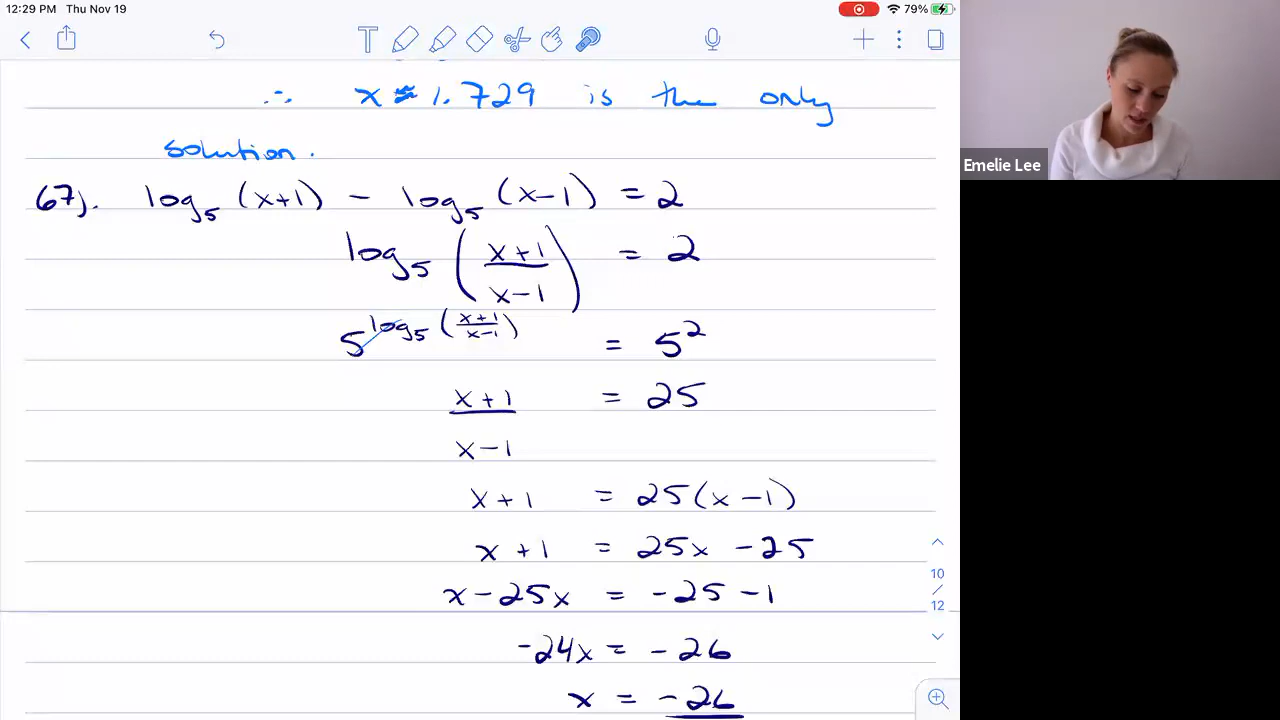 12:29 PM Thu Nov 19
79%
T
∴ x ≈ 1.729 is the only
solution.
Emelie Lee
67). log₅ (x+1) − log₅ (x−1) = 2
log₅ ( x+1 / x−1 ) = 2
5^(log₅ (x+1 / x−1)) = 5²
x+1 / x−1 = 25
x+1 = 25(x−1)
x+1 = 25x −25
x−25x = −25 −1
-24x = −26
x = −26
10
/
12